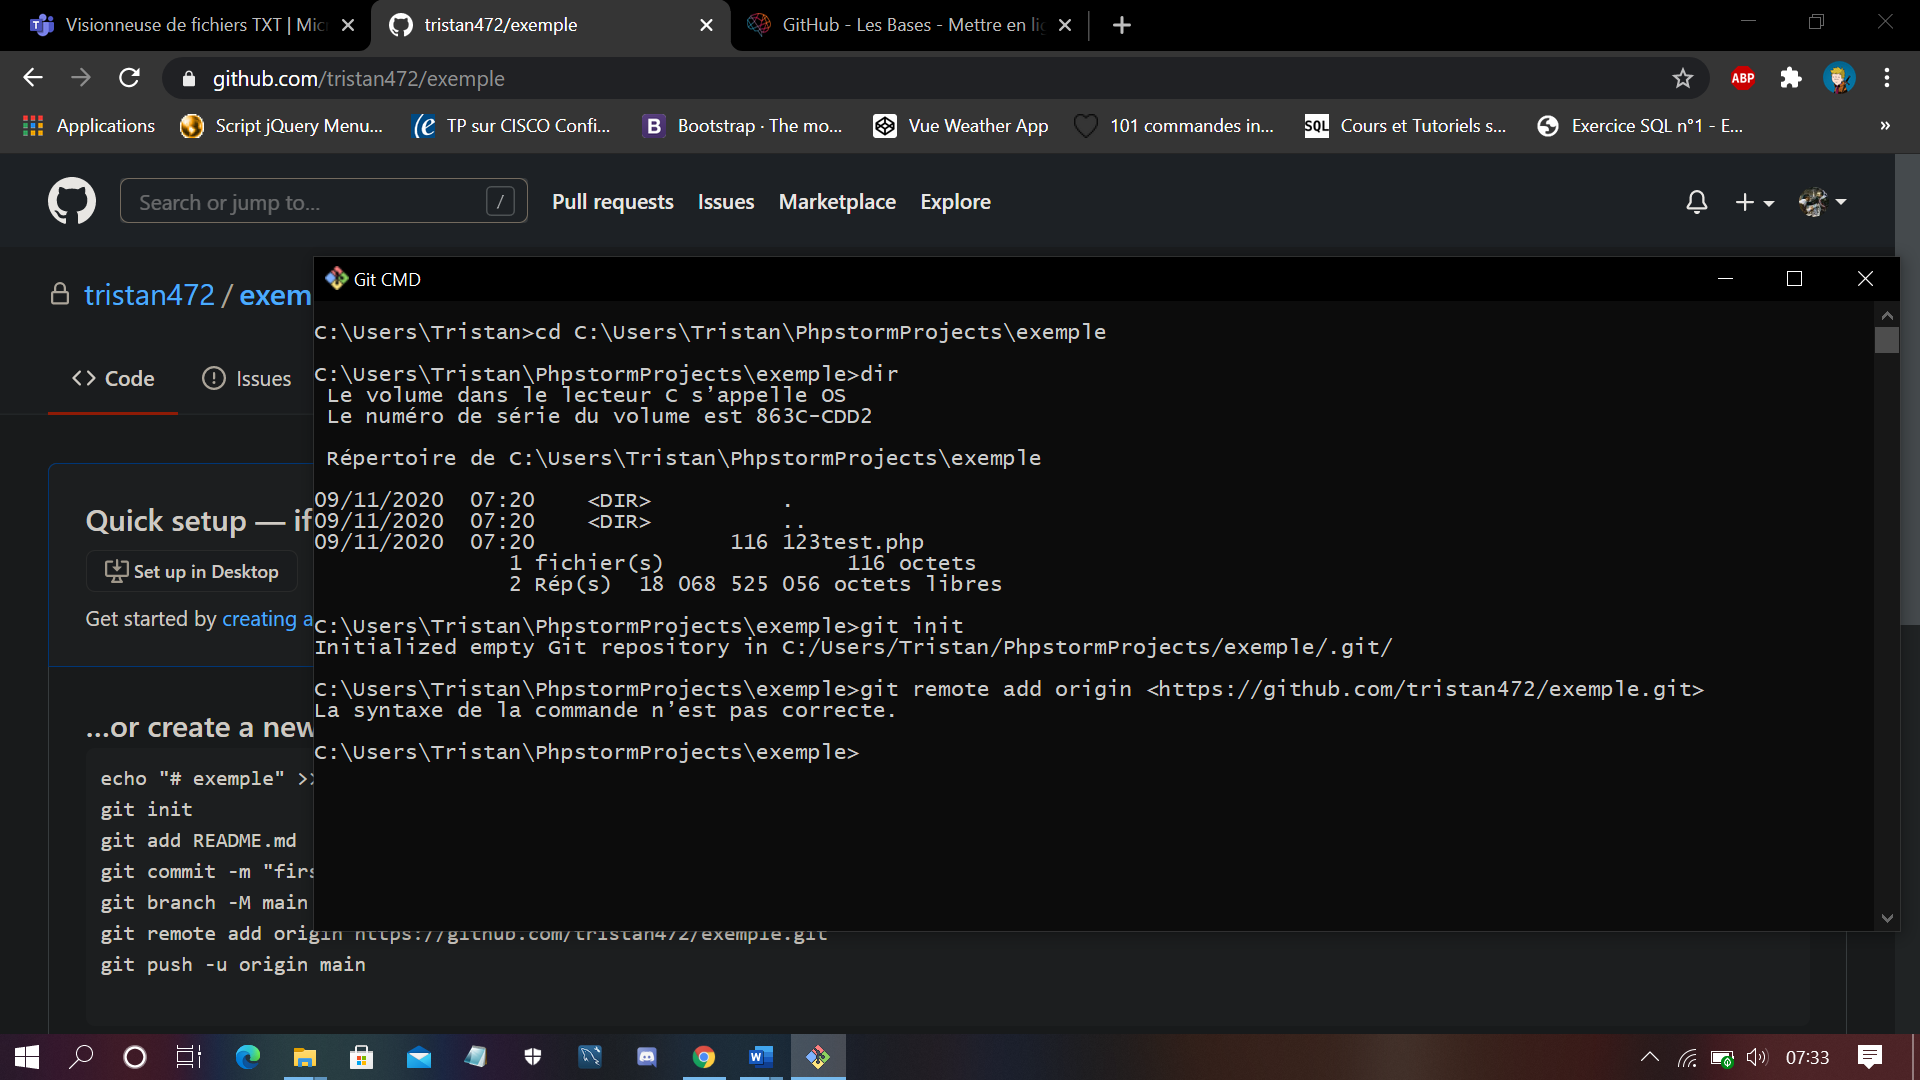 Visionneuse de fichiers TXT | Mic
tristan472/exemple
GitHub - Les Bases - Mettre en li
github.com/tristan472/exemple
ABP
Applications
Script jQuery Menu...
TP sur CISCO Confi...
B
Bootstrap · The mo...
Vue Weather App
101 commandes in...
SQL
Cours et Tutoriels s...
Exercice SQL n°1 - E...
»
Search or jump to...
/
Pull requests
Issues
Marketplace
Explore
tristan472 / exem
Code
Issues
Quick setup — if
Set up in Desktop
Get started by creating a
...or create a new
echo "# exemple" >>
git init
git add README.md
git commit -m "firs
git branch -M main
git remote add origin https://github.com/tristan472/exemple.git
git push -u origin main
Git CMD
C:\Users\Tristan>cd C:\Users\Tristan\PhpstormProjects\exemple
C:\Users\Tristan\PhpstormProjects\exemple>dir
Le volume dans le lecteur C s’appelle OS
Le numéro de série du volume est 863C-CDD2
Répertoire de C:\Users\Tristan\PhpstormProjects\exemple
09/11/2020  07:20    <DIR>          .
09/11/2020  07:20    <DIR>          ..
09/11/2020  07:20               116 123test.php
1 fichier(s)              116 octets
2 Rép(s)  18 068 525 056 octets libres
C:\Users\Tristan\PhpstormProjects\exemple>git init
Initialized empty Git repository in C:/Users/Tristan/PhpstormProjects/exemple/.git/
C:\Users\Tristan\PhpstormProjects\exemple>git remote add origin <https://github.com/tristan472/exemple.git>
La syntaxe de la commande n’est pas correcte.
C:\Users\Tristan\PhpstormProjects\exemple>
07:33